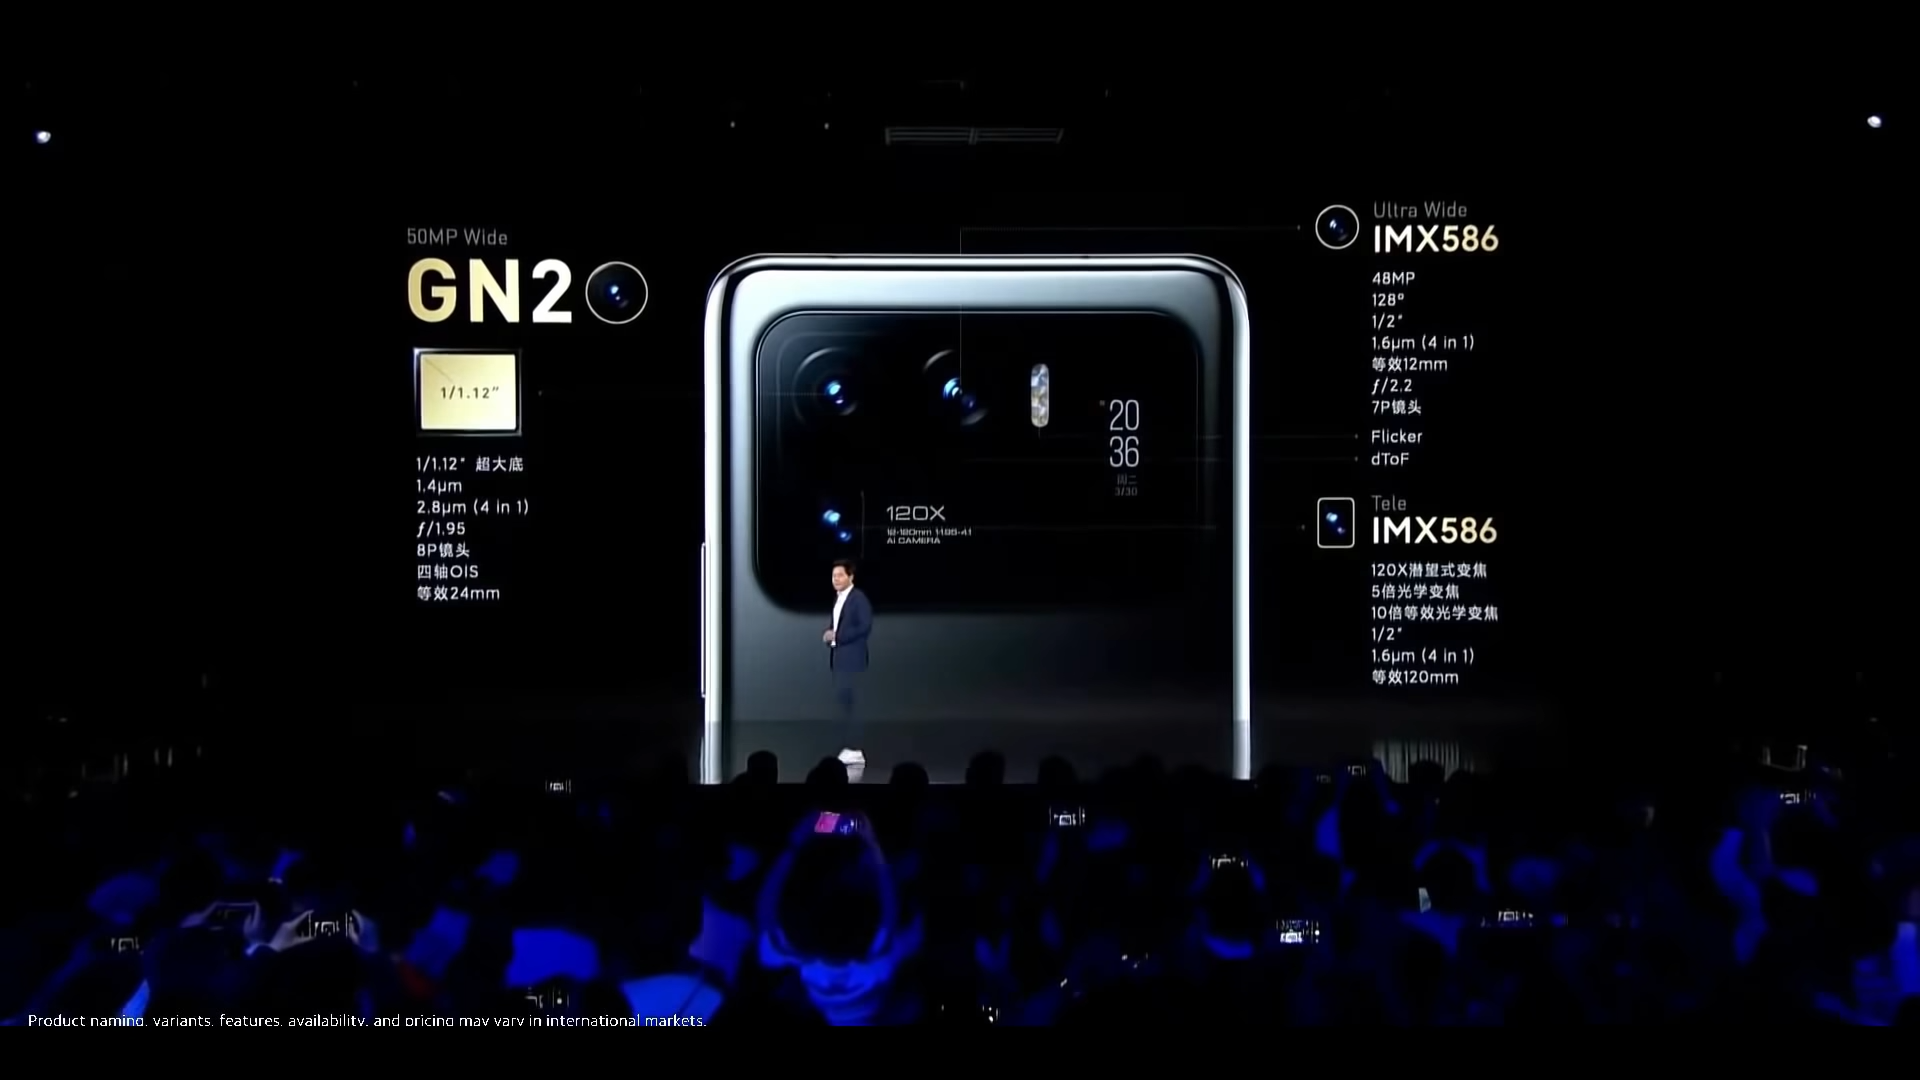 50MP Wide
GN2
1/1.12"
1/1.12" 超大底
1.4μm
2.8μm (4 in 1)
ƒ/1.95
8P镜头
四轴OIS
等效24mm
20
36
周二
3/30
120X
AI CAMERA
Ultra Wide
IMX586
48MP
128°
1/2"
1.6μm (4 in 1)
等效12mm
ƒ/2.2
7P镜头
Flicker
dToF
Tele
IMX586
120X潜望式变焦
5倍光学变焦
10倍等效光学变焦
1/2"
1.6μm (4 in 1)
等效120mm
Product naming, variants, features, availability, and pricing may vary in international markets.